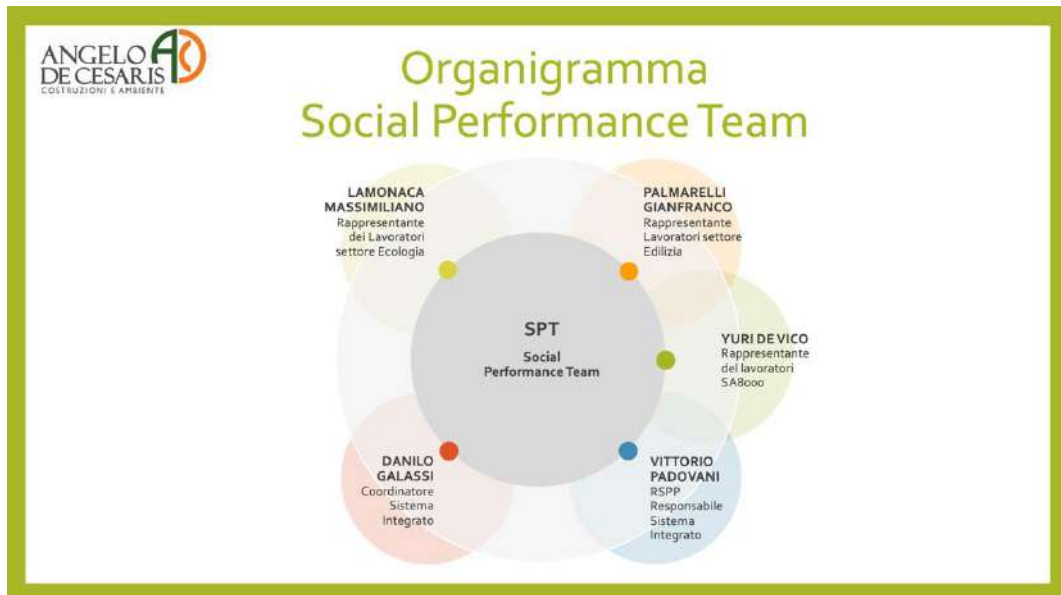 ANGELO
DE CESARIS
COSTRUZIONI E AMBIENTE
Organigramma
Social Performance Team
LAMONACA
MASSIMILIANO
Rappresentante
dei Lavoratori
settore Ecologia
PALMARELLI
GIANFRANCO
Rappresentante
Lavoratori settore
Edilizia
SPT
Social
Performance Team
YURI DE VICO
Rappresentante
dei lavoratori
SA8000
DANILO
GALASSI
Coordinatore
Sistema
Integrato
VITTORIO
PADOVANI
RSPP
Responsabile
Sistema
Integrato